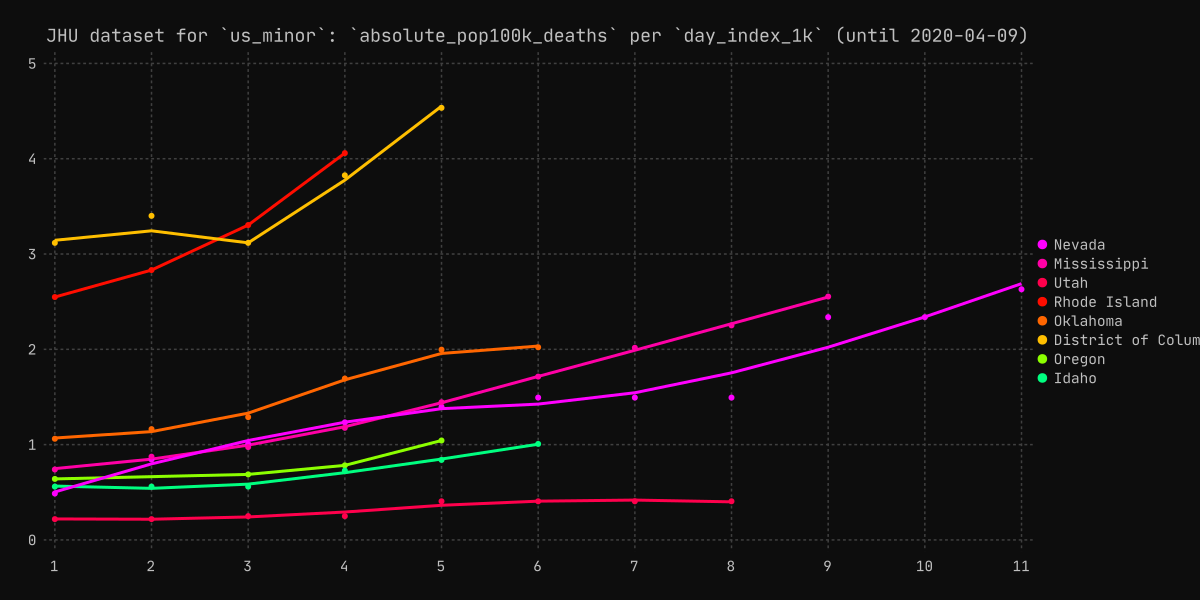 JHU dataset for `us_minor`: `absolute_pop100k_deaths` per `day_index_1k` (until 2020-04-09)
5
4
3
2
1
0
1 2 3 4 5 6 7 8 9 10 11
Nevada
Mississippi
Utah
Rhode Island
Oklahoma
District of Colum
Oregon
Idaho